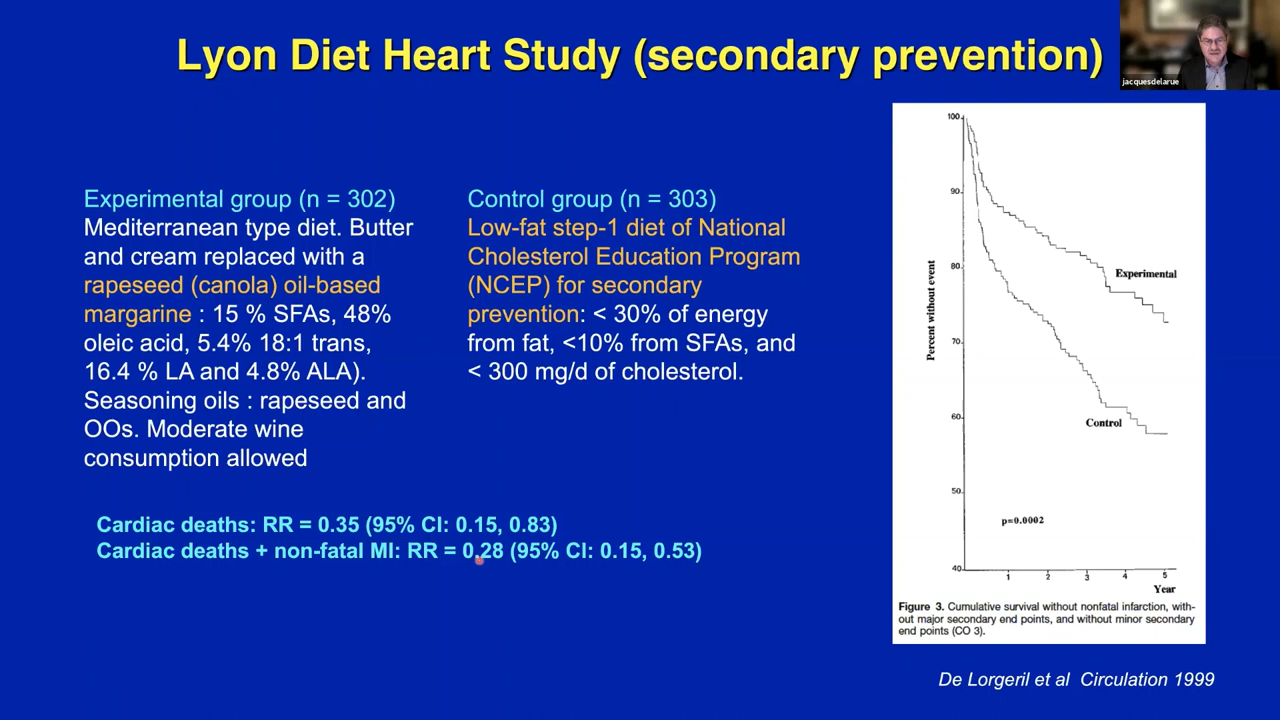 Lyon Diet Heart Study (secondary prevention)
jacquesdelarue
Experimental group (n = 302)
Mediterranean type diet. Butter
and cream replaced with a
rapeseed (canola) oil-based
margarine : 15 % SFAs, 48%
oleic acid, 5.4% 18:1 trans,
16.4 % LA and 4.8% ALA).
Seasoning oils : rapeseed and
OOs. Moderate wine
consumption allowed
Control group (n = 303)
Low-fat step-1 diet of National
Cholesterol Education Program
(NCEP) for secondary
prevention: < 30% of energy
from fat, <10% from SFAs, and
< 300 mg/d of cholesterol.
Cardiac deaths: RR = 0.35 (95% CI: 0.15, 0.83)
Cardiac deaths + non-fatal MI: RR = 0.28 (95% CI: 0.15, 0.53)
Percent without event
100
90
80
70
60
50
40
Experimental
Control
p=0.0002
1 2 3 4 5
Year
Figure 3. Cumulative survival without nonfatal infarction, with-
out major secondary end points, and without minor secondary
end points (CO 3).
De Lorgeril et al Circulation 1999